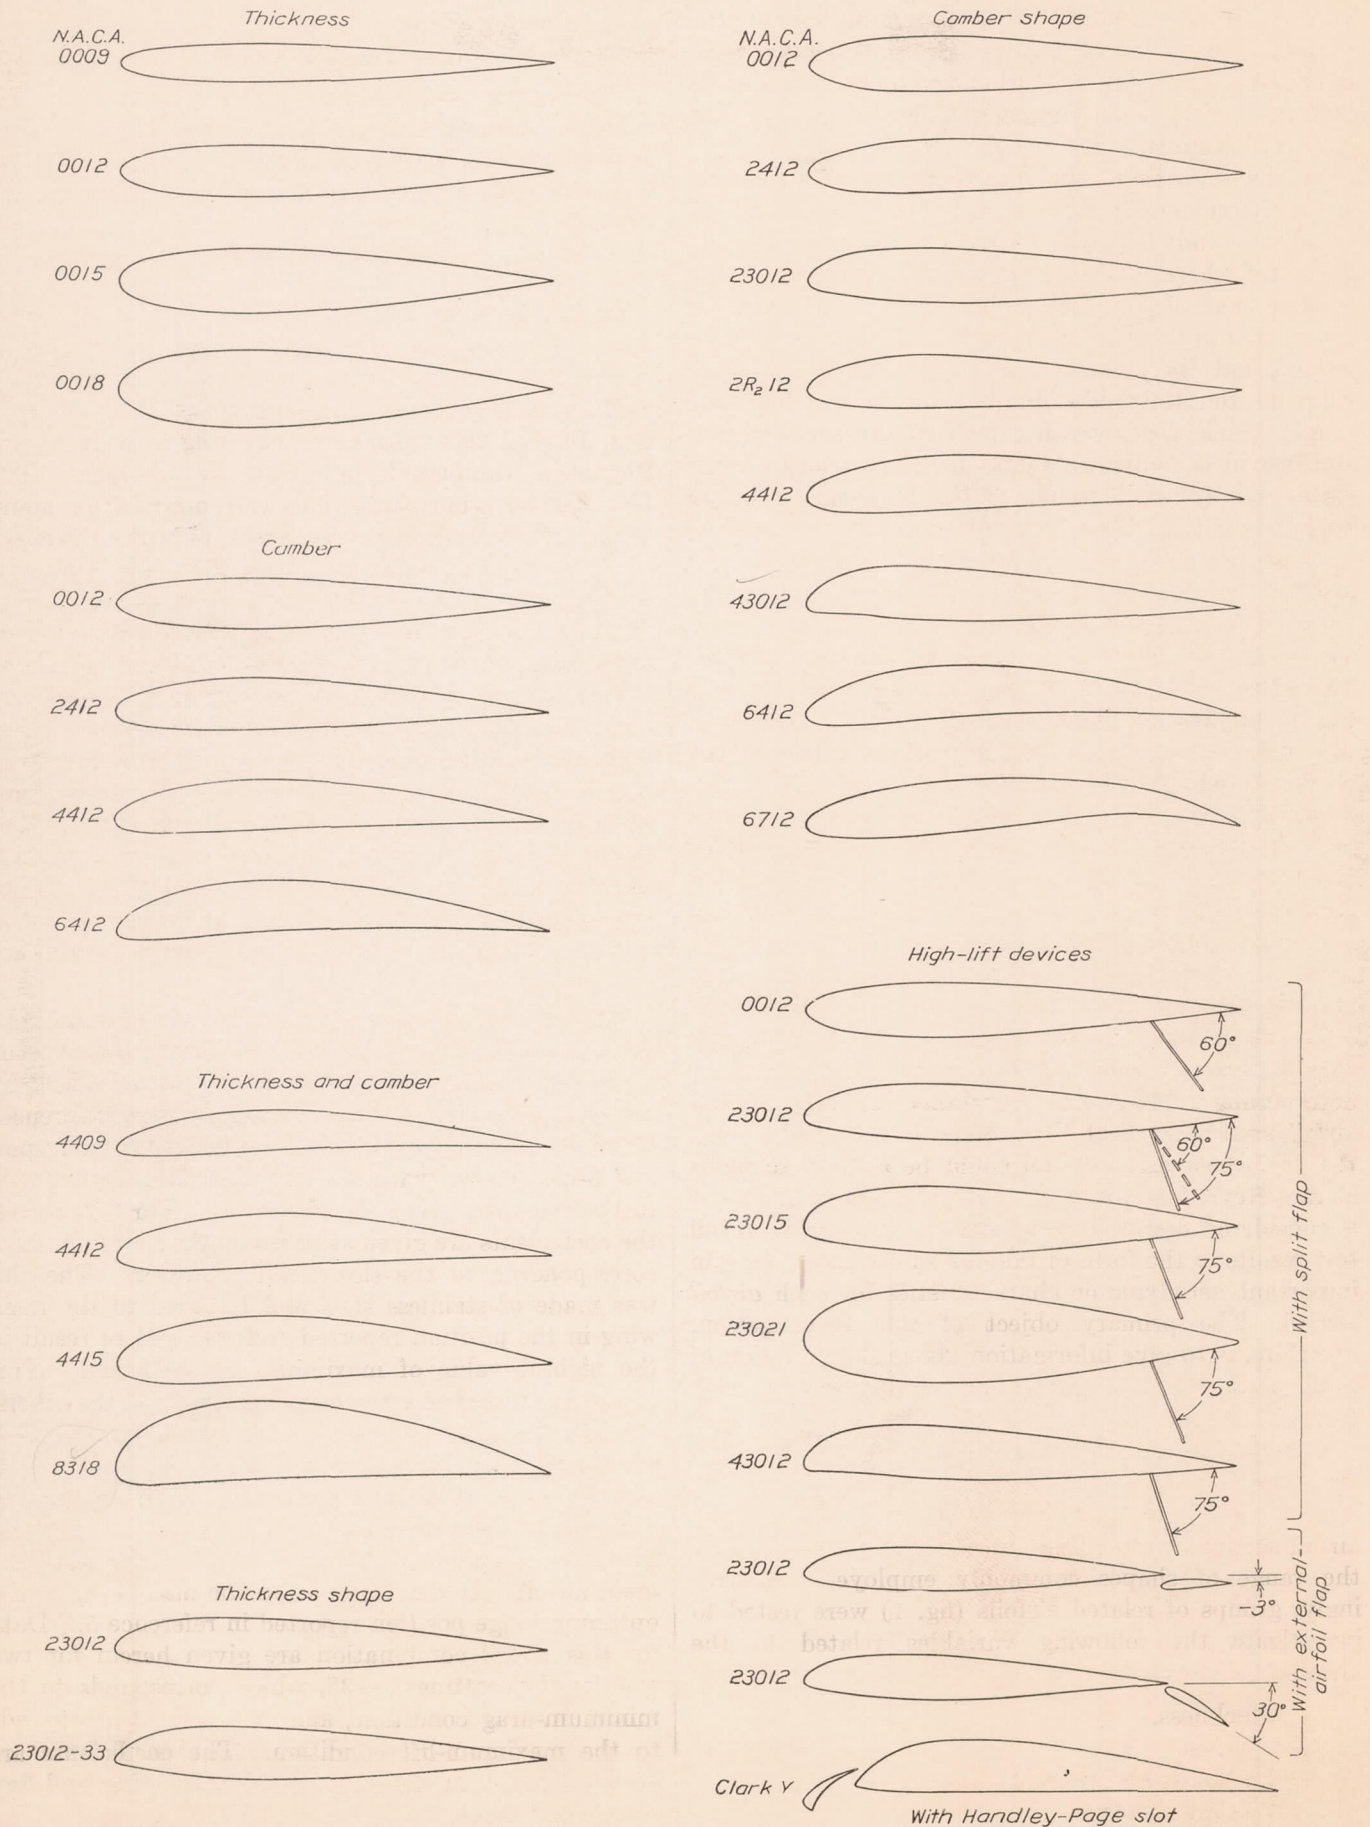 Thickness
N.A.C.A.
0009
0012
0015
0018
Camber
0012
2412
4412
6412
Thickness and camber
4409
4412
4415
8318
Thickness shape
23012
23012-33
Camber shape
N.A.C.A.
0012
2412
23012
2R₂12
4412
43012
6412
6712
High-lift devices
0012
60°
23012
60°
75°
23015
75°
23021
75°
43012
75°
With split flap
23012
-3°
23012
30°
With external-
airfoil flap
Clark Y
With Handley-Page slot